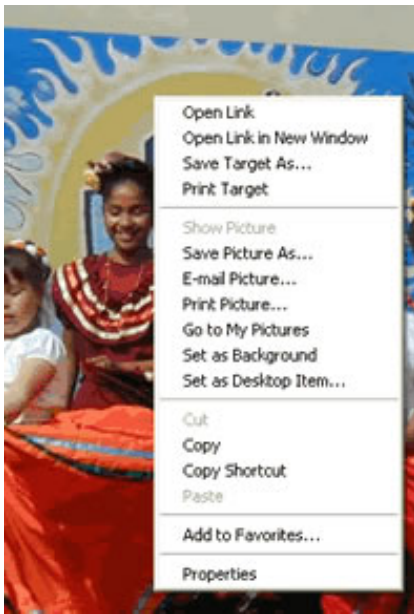 Open Link
Open Link in New Window
Save Target As...
Print Target
Show Picture
Save Picture As...
E-mail Picture...
Print Picture...
Go to My Pictures
Set as Background
Set as Desktop Item...
Cut
Copy
Copy Shortcut
Paste
Add to Favorites...
Properties